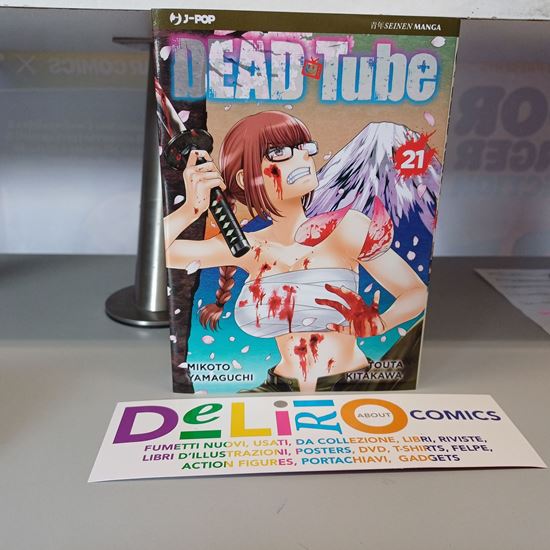 J-POP
青年 SEINEN MANGA
DEAD Tube
21
MIKOTO
YAMAGUCHI
OUTA
KITAKAWA
DeLiRiO ABOUT COMICS
FUMETTI NUOVI, USATI, DA COLLEZIONE, LIBRI, RIVISTE,
LIBRI D'ILLUSTRAZIONI, POSTERS, DVD, T-SHIRTS, FELPE,
ACTION FIGURES, PORTACHIAVI, GADGETS